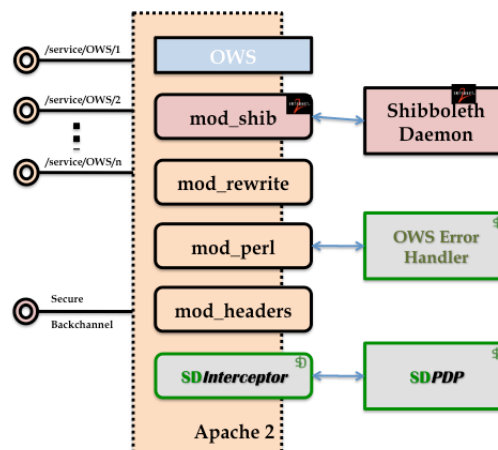 /service/OWS/1
OWS
/service/OWS/2
mod_shib
Shibboleth
Daemon
/service/OWS/n
mod_rewrite
mod_perl
OWS Error
Handler
Secure
Backchannel
mod_headers
SDInterceptor
SDPDP
Apache 2